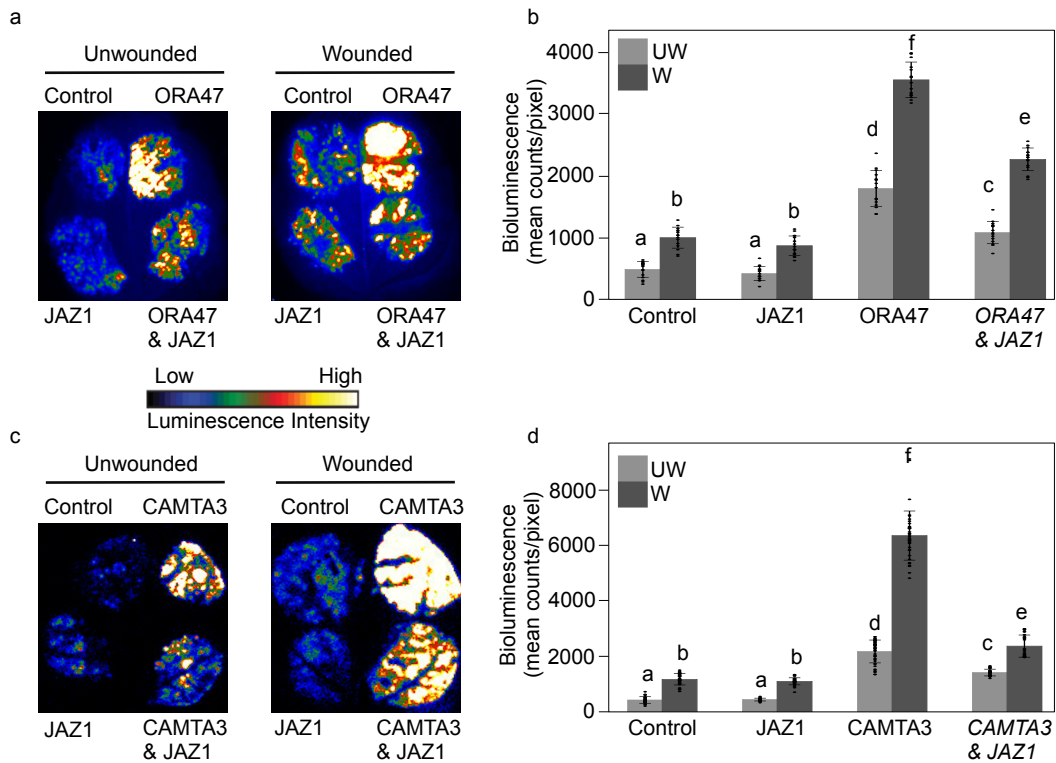 a
Unwounded Wounded
Control ORA47 Control ORA47
JAZ1 ORA47 & JAZ1 JAZ1 ORA47 & JAZ1
Low High
Luminescence Intensity
b
UW
W
Bioluminescence
(mean counts/pixel)
4000
3000
2000
1000
0
a b a b d f c e
Control JAZ1 ORA47 ORA47 & JAZ1
c
Unwounded Wounded
Control CAMTA3 Control CAMTA3
JAZ1 CAMTA3 & JAZ1 JAZ1 CAMTA3 & JAZ1
d
UW
W
Bioluminescence
(mean counts/pixel)
8000
6000
4000
2000
0
a b a b d f c e
Control JAZ1 CAMTA3 CAMTA3 & JAZ1